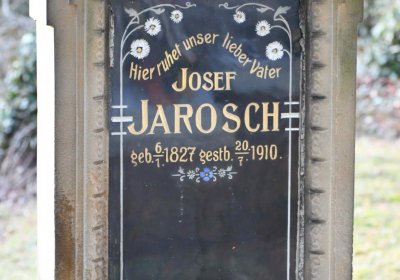 Hier ruhet unser lieber Vater
JOSEF
JAROSCH
geb. 6/1. 1827 gestb. 20/7. 1910.